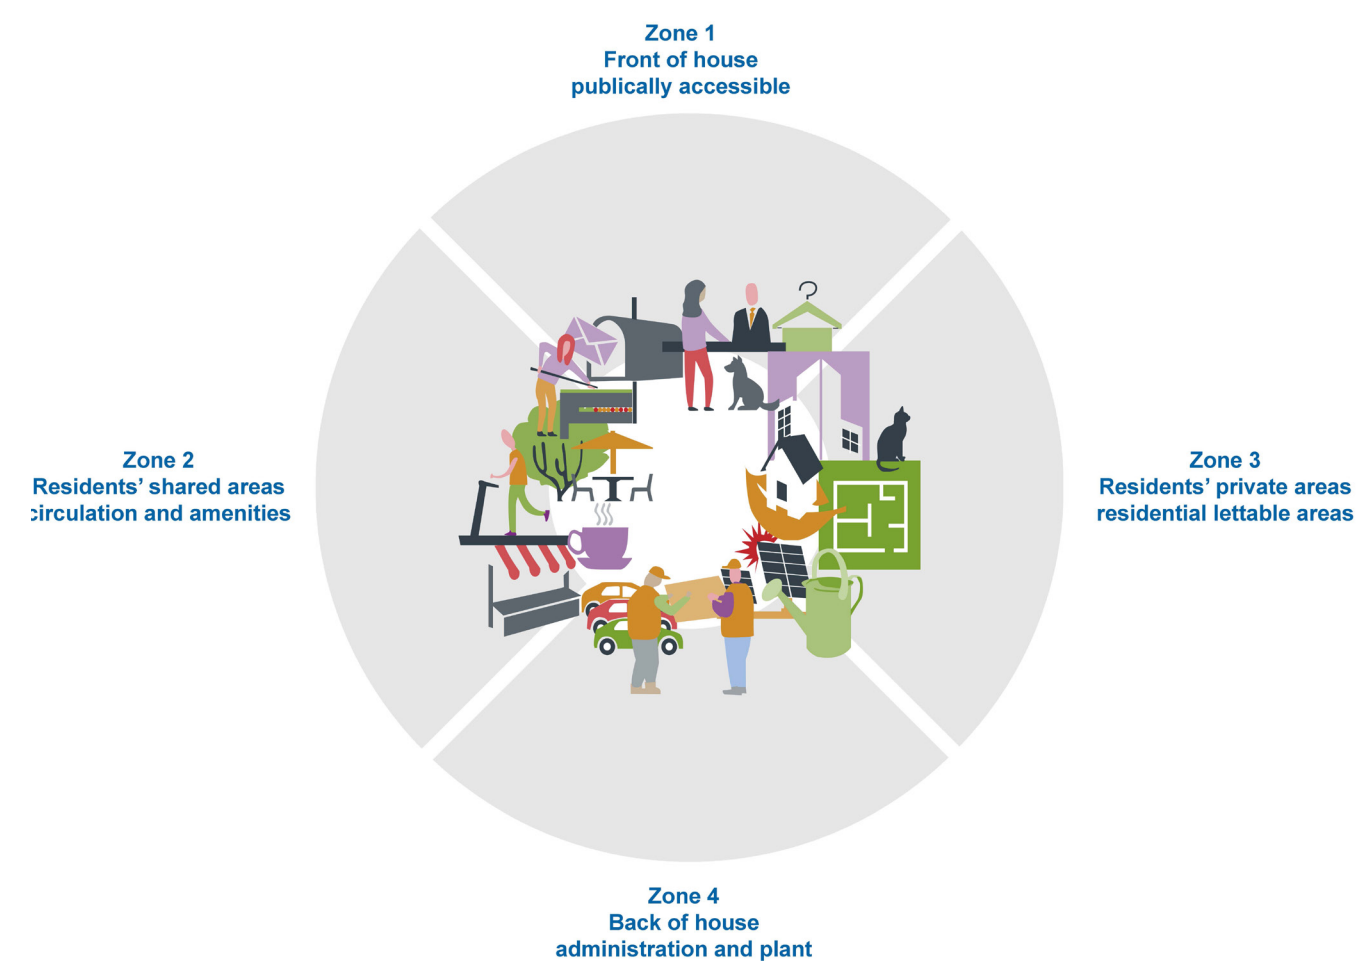 Zone 1
Front of house
publically accessible
Zone 2
Residents’ shared areas
circulation and amenities
Zone 3
Residents’ private areas
residential lettable areas
Zone 4
Back of house
administration and plant